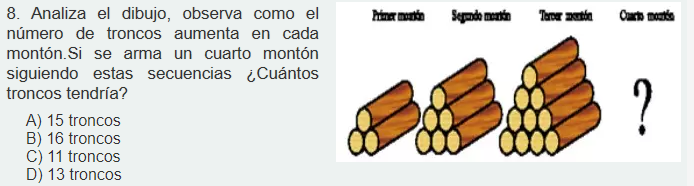 8. Analiza el dibujo, observa como el
número de troncos aumenta en cada
montón.Si se arma un cuarto montón
siguiendo estas secuencias ¿Cuántos
troncos tendría?
A) 15 troncos
B) 16 troncos
C) 11 troncos
D) 13 troncos
Primer montón
Segundo montón
Tercer montón
Cuarto montón
?